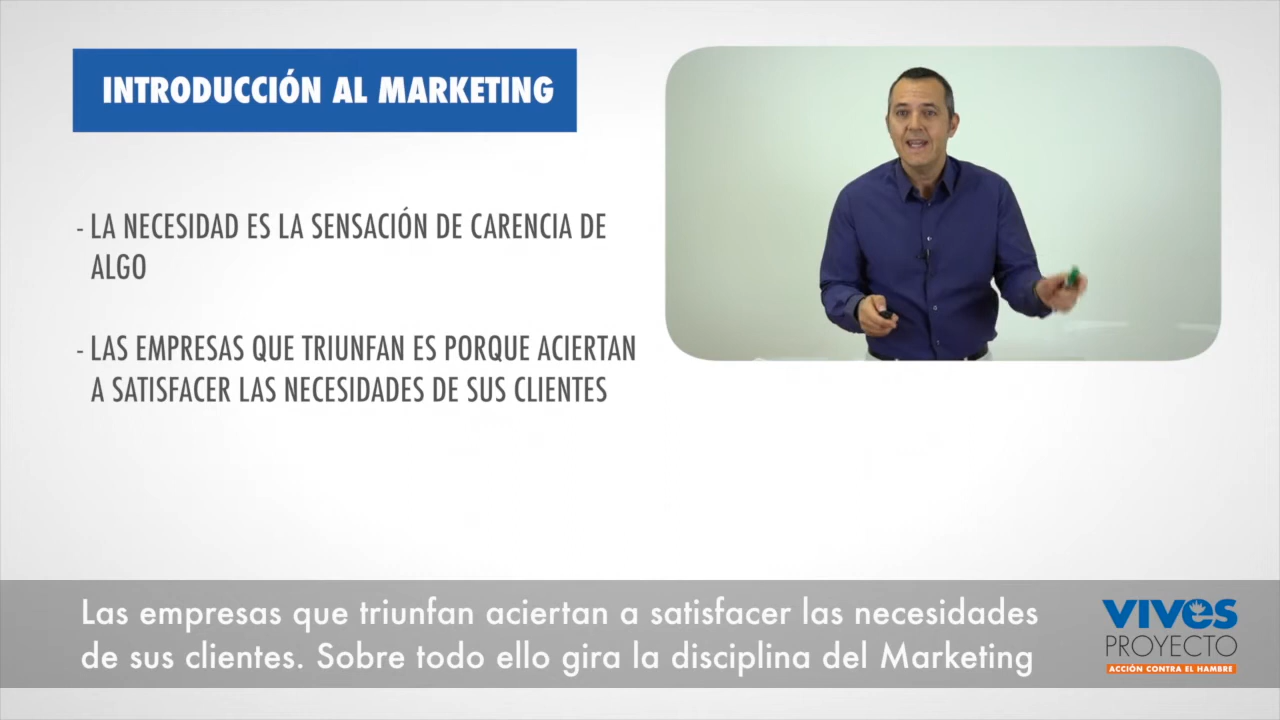 INTRODUCCIÓN AL MARKETING
- LA NECESIDAD ES LA SENSACIÓN DE CARENCIA DE
ALGO
- LAS EMPRESAS QUE TRIUNFAN ES PORQUE ACIERTAN
A SATISFACER LAS NECESIDADES DE SUS CLIENTES
Las empresas que triunfan aciertan a satisfacer las necesidades
de sus clientes. Sobre todo ello gira la disciplina del Marketing
VIVES
PROYECTO
ACCIÓN CONTRA EL HAMBRE